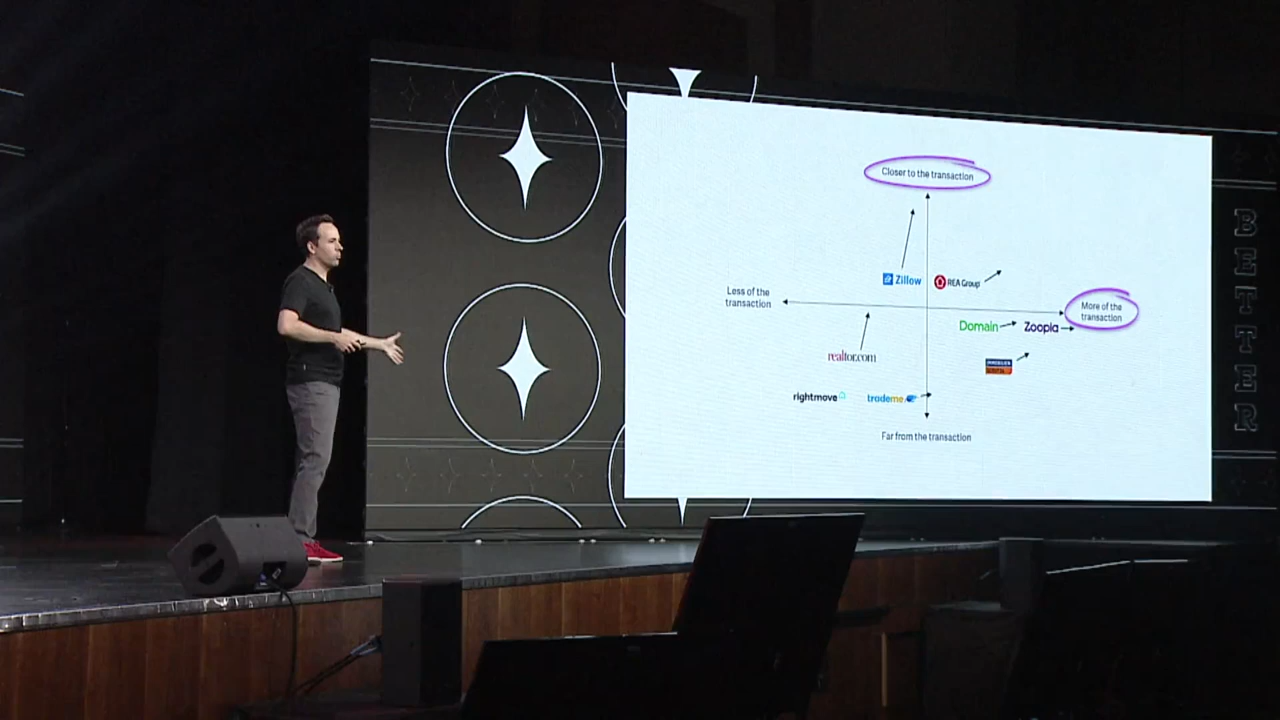 Closer to the transaction
Zillow
REA Group
Less of the
transaction
More of the
transaction
Domain
Zoopla
realtor.com
rightmove
trademe
Far from the transaction
BETTER